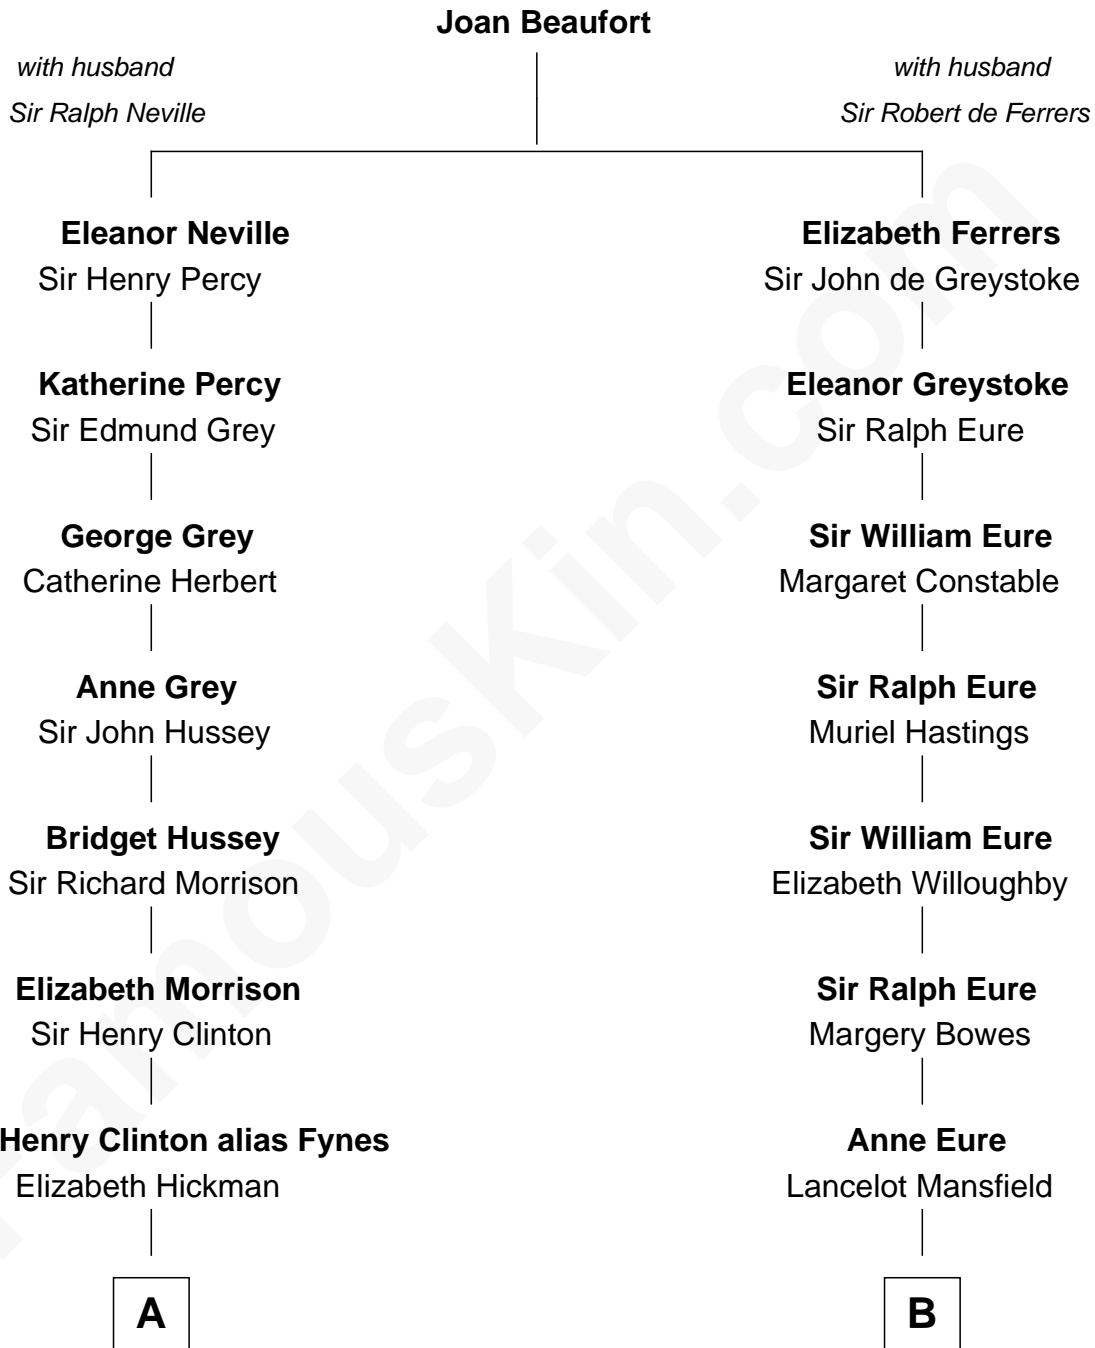 Joan Beaufort
with husband
Sir Ralph Neville
with husband
Sir Robert de Ferrers
Eleanor Neville
Sir Henry Percy
Elizabeth Ferrers
Sir John de Greystoke
Katherine Percy
Sir Edmund Grey
Eleanor Greystoke
Sir Ralph Eure
George Grey
Catherine Herbert
Sir William Eure
Margaret Constable
Anne Grey
Sir John Hussey
Sir Ralph Eure
Muriel Hastings
Bridget Hussey
Sir Richard Morrison
Sir William Eure
Elizabeth Willoughby
Elizabeth Morrison
Sir Henry Clinton
Sir Ralph Eure
Margery Bowes
Henry Clinton alias Fynes
Elizabeth Hickman
Anne Eure
Lancelot Mansfield
A
B
FamousKin.com